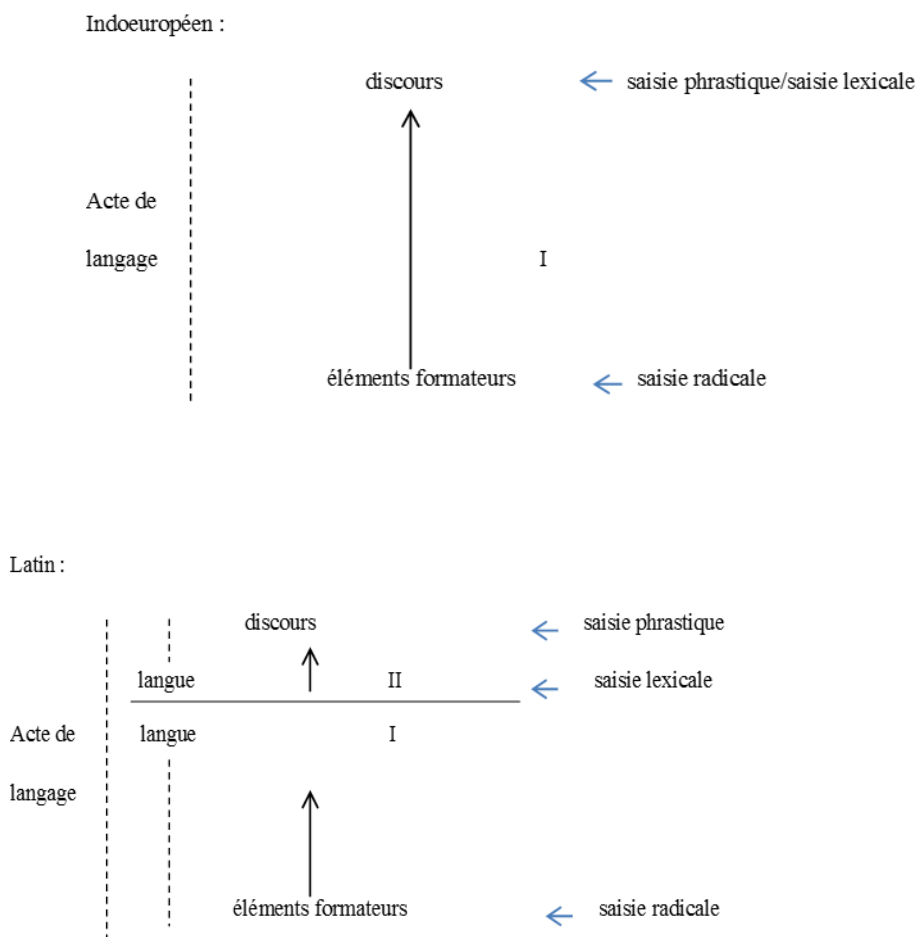 Indoeuropéen :
discours saisie phrastique/saisie lexicale
Acte de
langage I
éléments formateurs saisie radicale
Latin :
discours saisie phrastique
langue II saisie lexicale
Acte de langue I
langage
éléments formateurs saisie radicale